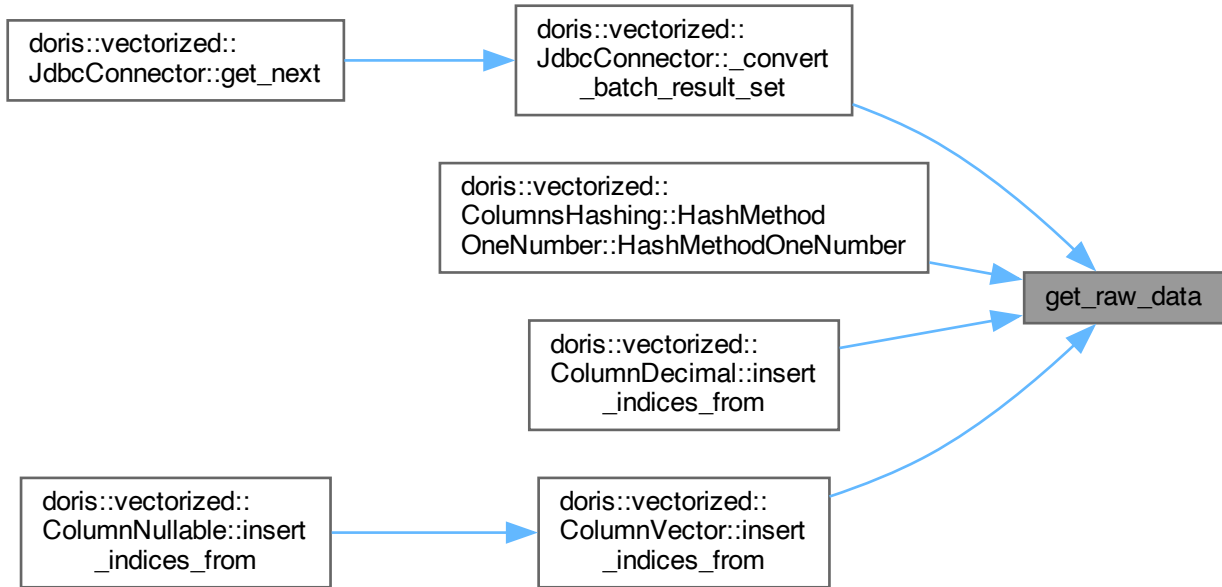 doris::vectorized::
JdbcConnector::get_next
doris::vectorized::
JdbcConnector::_convert
_batch_result_set
doris::vectorized::
ColumnsHashing::HashMethod
OneNumber::HashMethodOneNumber
get_raw_data
doris::vectorized::
ColumnDecimal::insert
_indices_from
doris::vectorized::
ColumnNullable::insert
_indices_from
doris::vectorized::
ColumnVector::insert
_indices_from